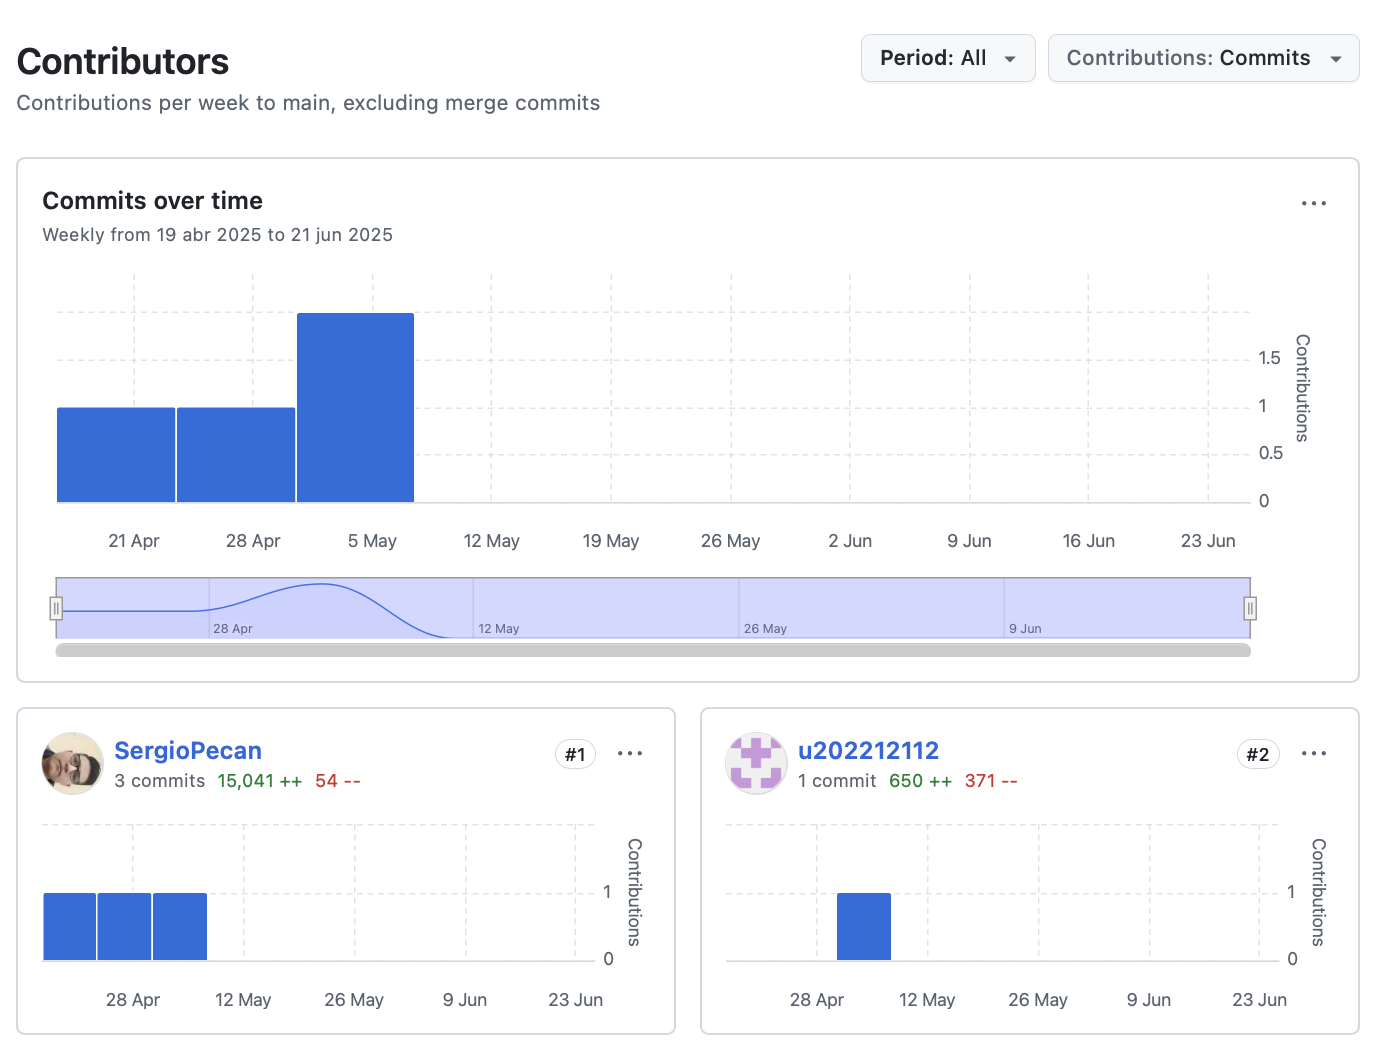 Contributors
Period: All
Contributions: Commits
Contributions per week to main, excluding merge commits
Commits over time
Weekly from 19 abr 2025 to 21 jun 2025
1.5
1
0.5
0
Contributions
21 Apr 28 Apr 5 May 12 May 19 May 26 May 2 Jun 9 Jun 16 Jun 23 Jun
28 Apr 12 May 26 May 9 Jun
SergioPecan
#1
3 commits 15,041 ++ 54 --
1
0
Contributions
28 Apr 12 May 26 May 9 Jun 23 Jun
u202212112
#2
1 commit 650 ++ 371 --
1
0
Contributions
28 Apr 12 May 26 May 9 Jun 23 Jun